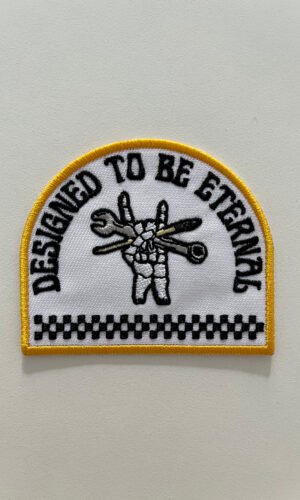 DESIGNED TO BE ETERNAL